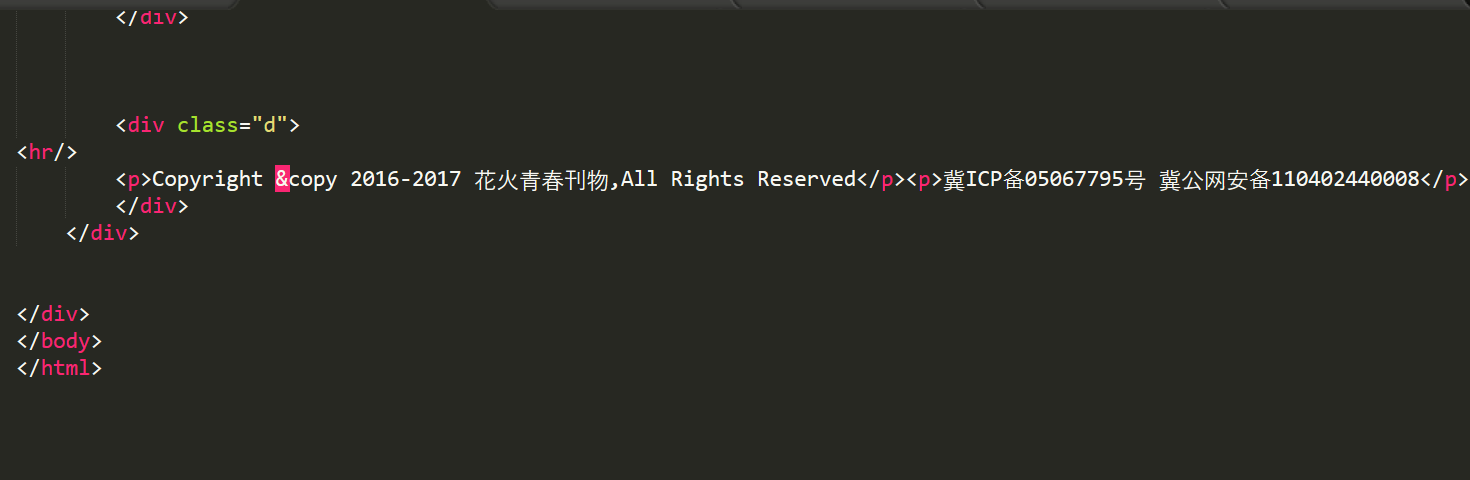 </div>
<div class="d">
<hr/>
<p>Copyright &copy 2016-2017 花火青春刊物,All Rights Reserved</p><p>冀ICP备05067795号 冀公网安备110402440008</p>
</div>
</div>
</div>
</body>
</html>